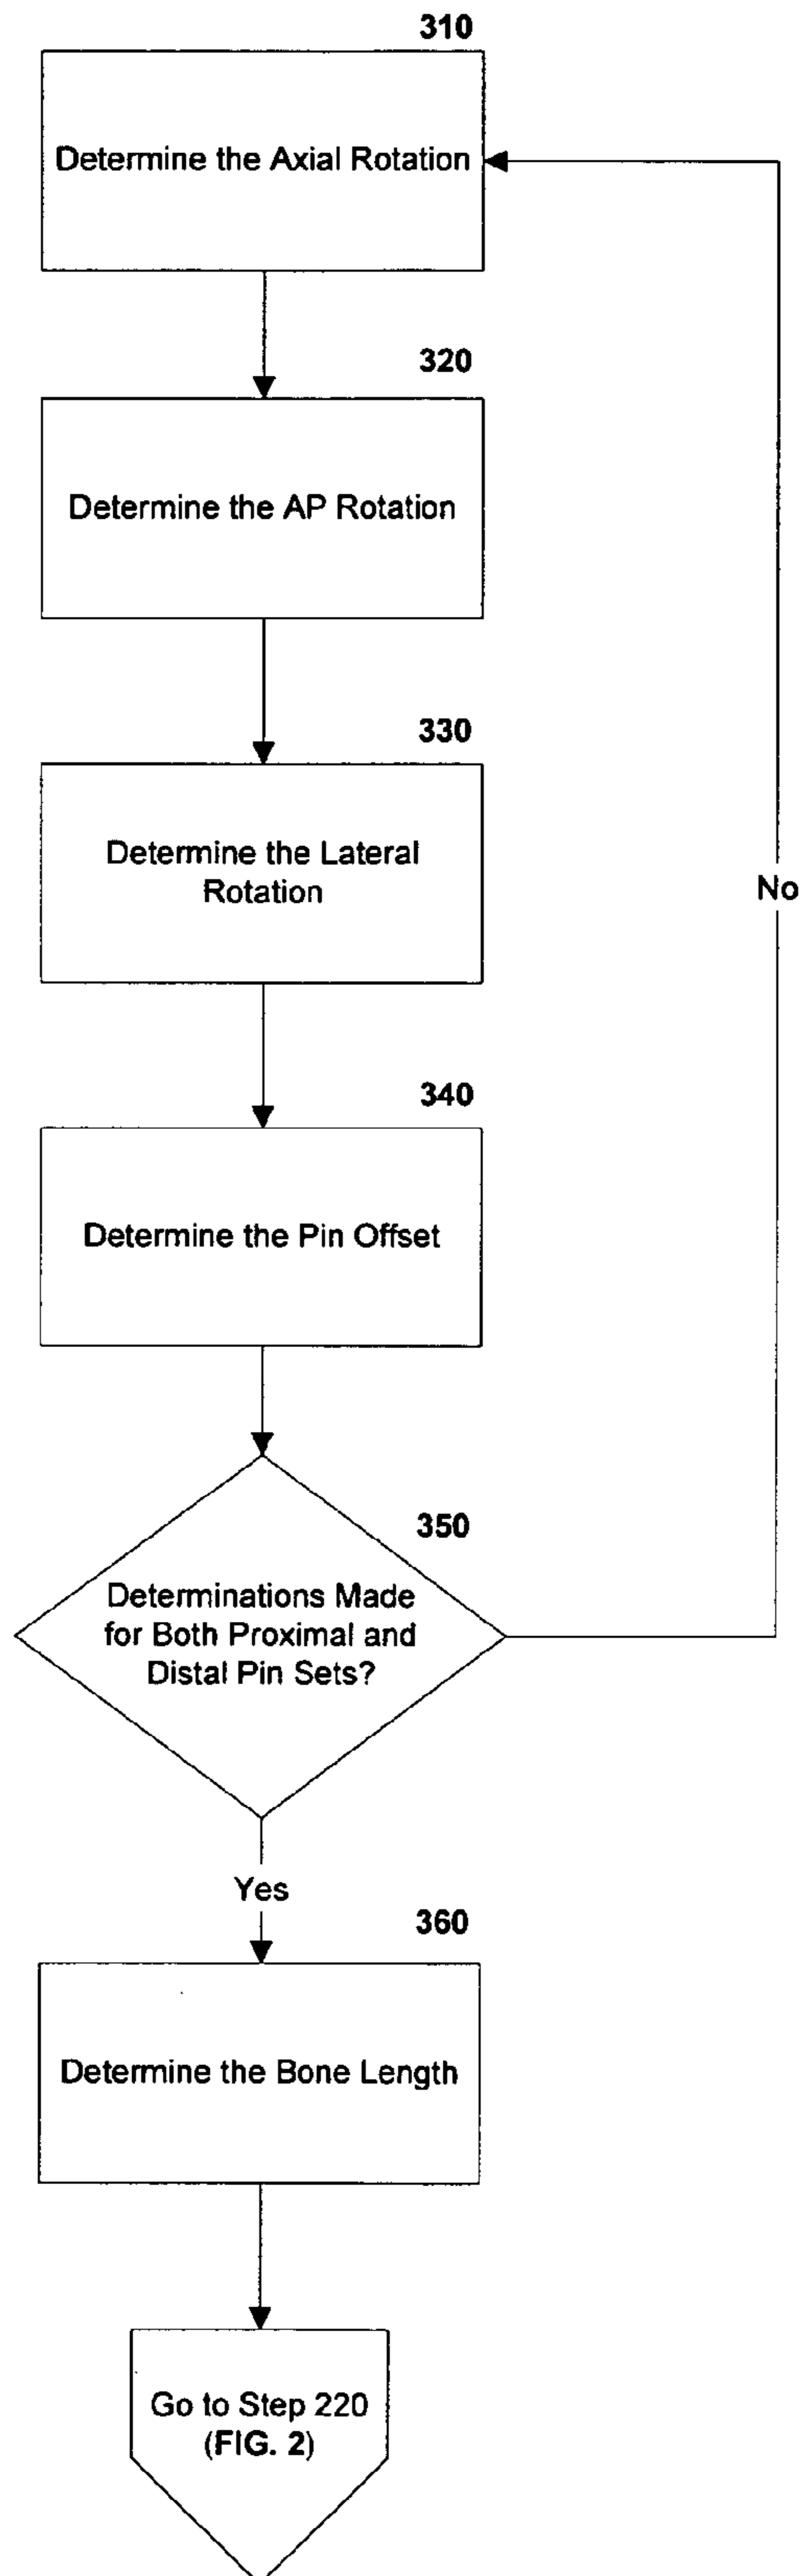 310
Determine the Axial Rotation
320
Determine the AP Rotation
330
Determine the Lateral
Rotation
No
340
Determine the Pin Offset
350
Determinations Made
for Both Proximal and
Distal Pin Sets?
Yes
360
Determine the Bone Length
Go to Step 220
(FIG. 2)